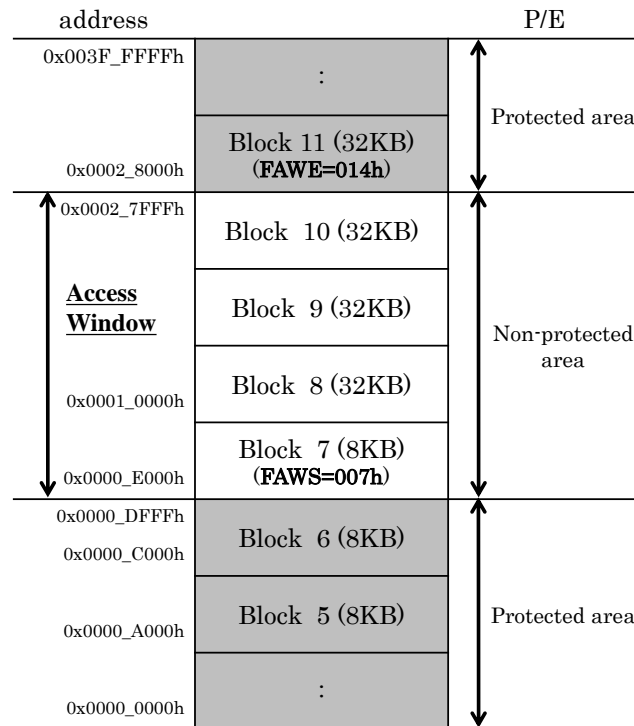 address P/E
0x003F_FFFFh
:
Protected area
Block 11 (32KB)
0x0002_8000h (FAWE=014h)
0x0002_7FFFh
Block 10 (32KB)
Access
Window
Block 9 (32KB)
Non-protected
area
Block 8 (32KB)
0x0001_0000h
Block 7 (8KB)
0x0000_E000h (FAWS=007h)
0x0000_DFFFh
Block 6 (8KB)
0x0000_C000h
Block 5 (8KB)
0x0000_A000h
Protected area
:
0x0000_0000h